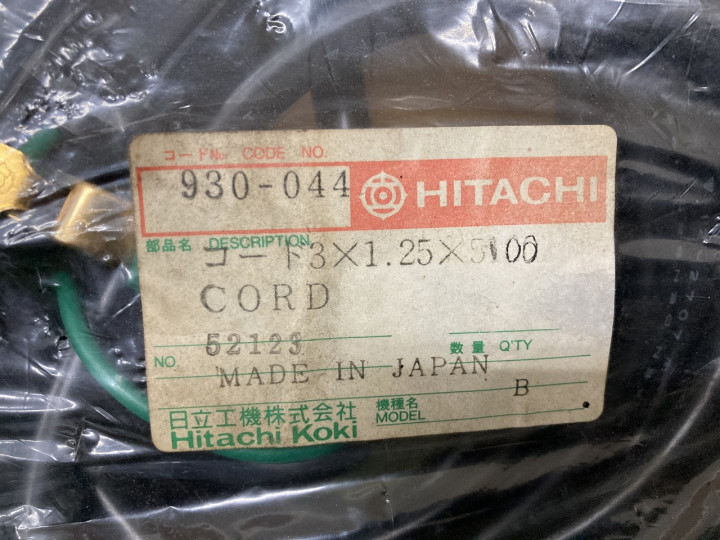 コードNo. CODE NO.
930-044 HITACHI
部品名 DESCRIPTION
コード3×1.25×5100
CORD
52123
NO. 数量 Q'TY
MADE IN JAPAN
B
日立工機株式会社 機種名
Hitachi Koki MODEL